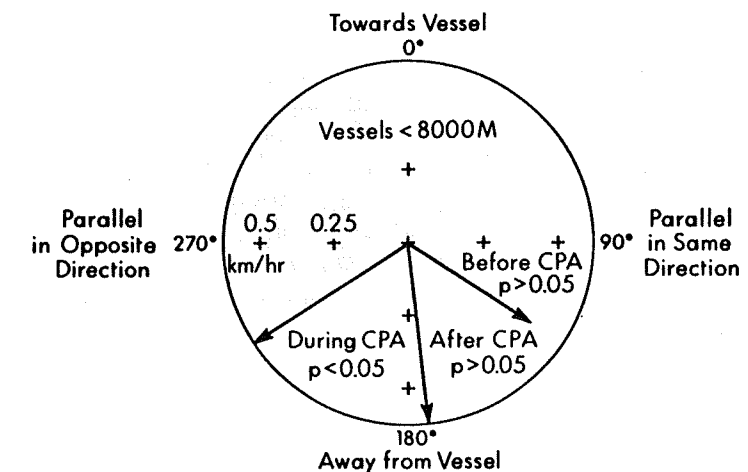 Towards Vessel
0°
Vessels < 8000M
Parallel
in Opposite
Direction
270°
0.5
0.25
km/hr
90°
Parallel
in Same
Direction
Before CPA
p>0.05
During CPA
p<0.05
After CPA
p>0.05
180°
Away from Vessel